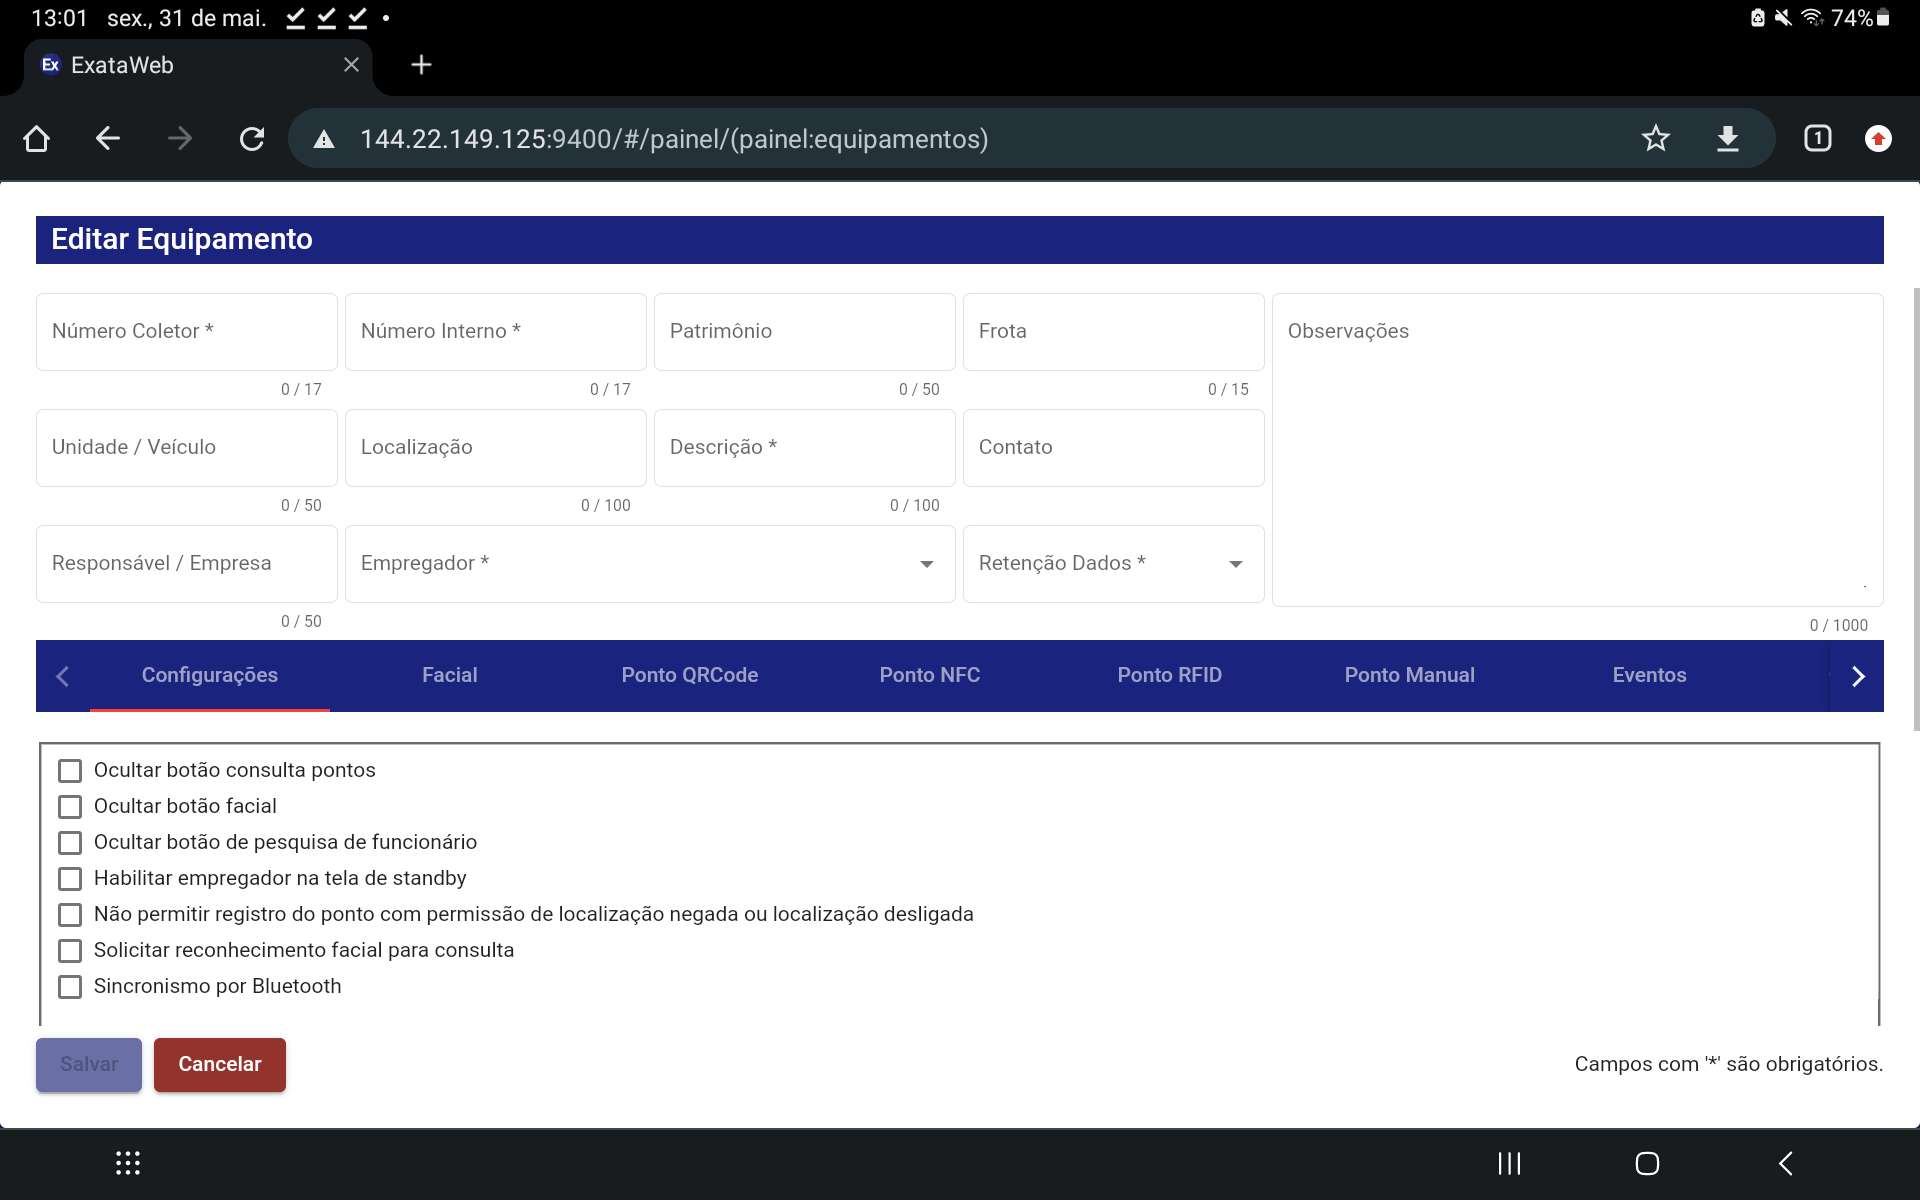 13:01 sex., 31 de mai.
74%
Ex ExataWeb
144.22.149.125:9400/#/painel/(painel:equipamentos)
1
Editar Equipamento
Número Coletor *
Número Interno *
Patrimônio
Frota
Observações
0 / 17
0 / 17
0 / 50
0 / 15
Unidade / Veículo
Localização
Descrição *
Contato
0 / 50
0 / 100
0 / 100
Responsável / Empresa
Empregador *
Retenção Dados *
0 / 50
0 / 1000
Configurações
Facial
Ponto QRCode
Ponto NFC
Ponto RFID
Ponto Manual
Eventos
Ocultar botão consulta pontos
Ocultar botão facial
Ocultar botão de pesquisa de funcionário
Habilitar empregador na tela de standby
Não permitir registro do ponto com permissão de localização negada ou localização desligada
Solicitar reconhecimento facial para consulta
Sincronismo por Bluetooth
Salvar
Cancelar
Campos com '*' são obrigatórios.